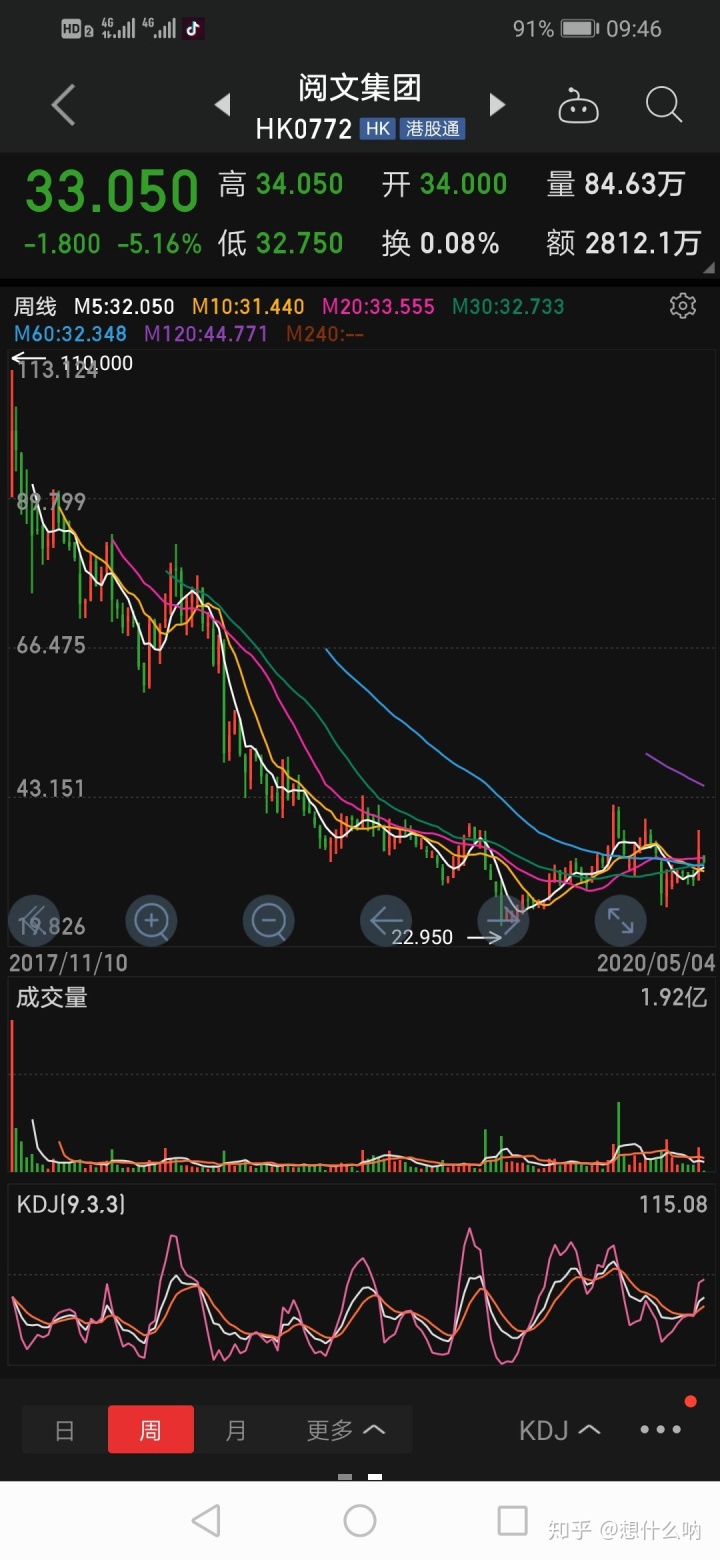 HD 2 4G 4G 91% 09:46
阅文集团
HK0772 HK 港股通
33.050 高 34.050 开 34.000 量 84.63万
-1.800 -5.16% 低 32.750 换 0.08% 额 2812.1万
周线 M5:32.050 M10:31.440 M20:33.555 M30:32.733
M60:32.348 M120:44.771 M240:--
110.000
113.124
89.799
66.475
43.151
19.826
22.950
2017/11/10 2020/05/04
成交量 1.92亿
KDJ(9,3,3) 115.08
日 周 月 更多 KDJ
知乎 @想什么呐